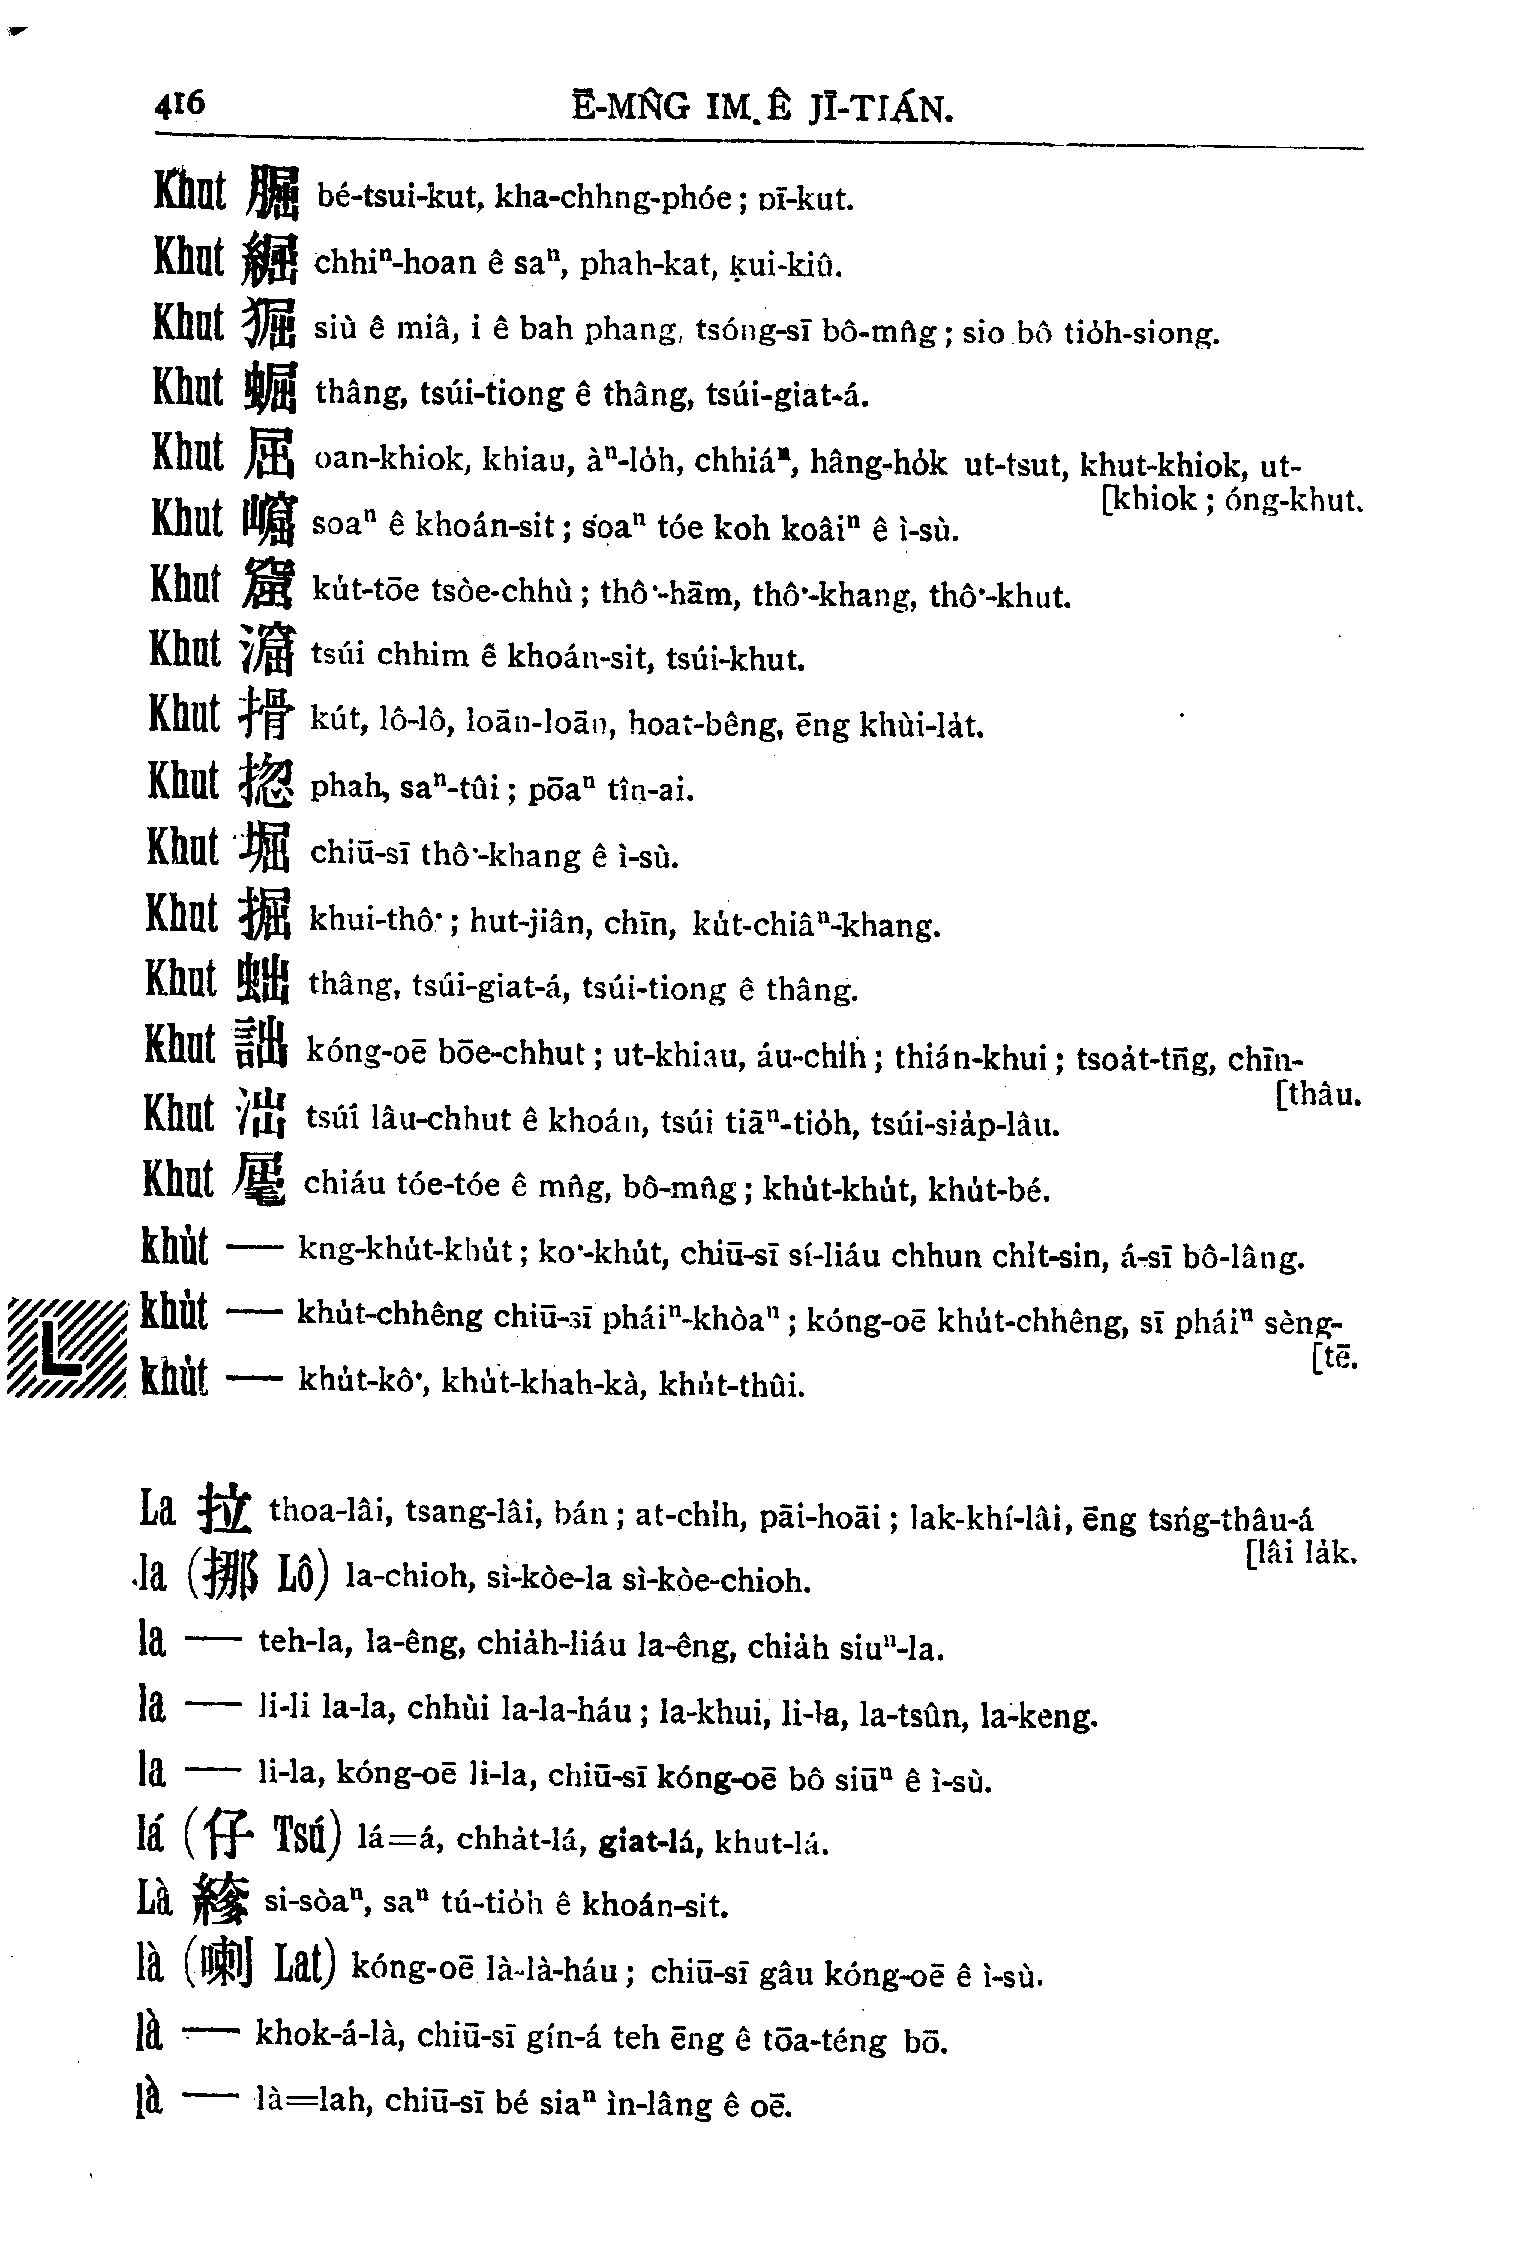 416 Ē-MN̂G IM Ê JĪ-TIÁN.
Khut 䐇 bé-tsui-kut, kha-chhng-phóe; nī-kut.
Khut 䋉 chhiⁿ-hoan ê saⁿ, phah-kat, kui-kiû.
Khut 㹶 siù ê miâ, i ê bah phang, tsóng-sī bô-mn̂g; sio bô tio̍h-siong.
Khut 䖦 thâng, tsúi-tiong ê thâng, tsúi-giat-á.
Khut 屈 oan-khiok, khiau, àⁿ-lo̍h, chhiáⁿ, hâng-ho̍k ut-tsut, khut-khiok, ut-
[khiok; óng-khut.
Khut soaⁿ ê khoán-sit; soaⁿ tóe koh koâiⁿ ê ì-sù.
Khut 窟 ku̍t-tōe tsòe-chhù; thô͘-hām, thô͘-khang, thô͘-khut.
Khut tsúi chhim ê khoán-sit, tsúi-khut.
Khut 搰 kút, lô-lô, loān-loān, hoat-bêng, ēng khùi-la̍t.
Khut 揔 phah, saⁿ-tûi; pōaⁿ tîn-ai.
Khut 堀 chiū-sī thô͘-khang ê ì-sù.
Khut 掘 khui-thô͘; hut-jiân, chīn, ku̍t-chiâⁿ-khang.
Khut 蚍 thâng, tsúi-giat-á, tsúi-tiong ê thâng.
Khut 詘 kóng-oē bōe-chhut; ut-khiau, áu-chi̍h; thián-khui; tsoa̍t-tn̄g, chīn-
[thâu.
Khut 泏 tsúi lâu-chhut ê khoán, tsúi tiāⁿ-tio̍h, tsúi-sia̍p-lâu.
Khut chiáu tóe-tóe ê mn̂g, bô-mn̂g; khu̍t-khu̍t, khu̍t-bé.
khu̍t — kng-khu̍t-khu̍t; ko͘-khu̍t, chiū-sī sí-liáu chhun chi̍t-sin, á-sī bô-lâng.
khu̍t — khu̍t-chhêng chiū-sī pháiⁿ-khòaⁿ; kóng-oē khu̍t-chhêng, sī pháiⁿ sèng-
[tē.
L
khu̍t — khu̍t-kô͘, khu̍t-khah-kà, khu̍t-thûi.
La 拉 thoa-lâi, tsang-lâi, bán; at-chi̍h, pāi-hoāi; lak-khí-lâi, ēng tsńg-thâu-á
[lâi la̍k.
la (挪 Lô) la-chioh, sì-kòe-la sì-kòe-chioh.
la — teh-la, la-êng, chia̍h-liáu la-êng, chia̍h siuⁿ-la.
la — li-li la-la, chhùi la-la-háu; la-khui, li-la, la-tsûn, la-keng.
la — li-la, kóng-oē li-la, chiū-sī kóng-oē bô siūⁿ ê ì-sù.
lá (仔 Tsú) lá=á, chha̍t-lá, giat-lá, khut-lá.
Là si-sòaⁿ, saⁿ tú-tio̍h ê khoán-sit.
là (喇 Lat) kóng-oē là-là-háu; chiū-sī gâu kóng-oē ê ì-sù.
là — khok-á-là, chiū-sī gín-á teh ēng ê tōa-téng bō.
là — là=lah, chiū-sī bé siaⁿ ìn-lâng ê oē.